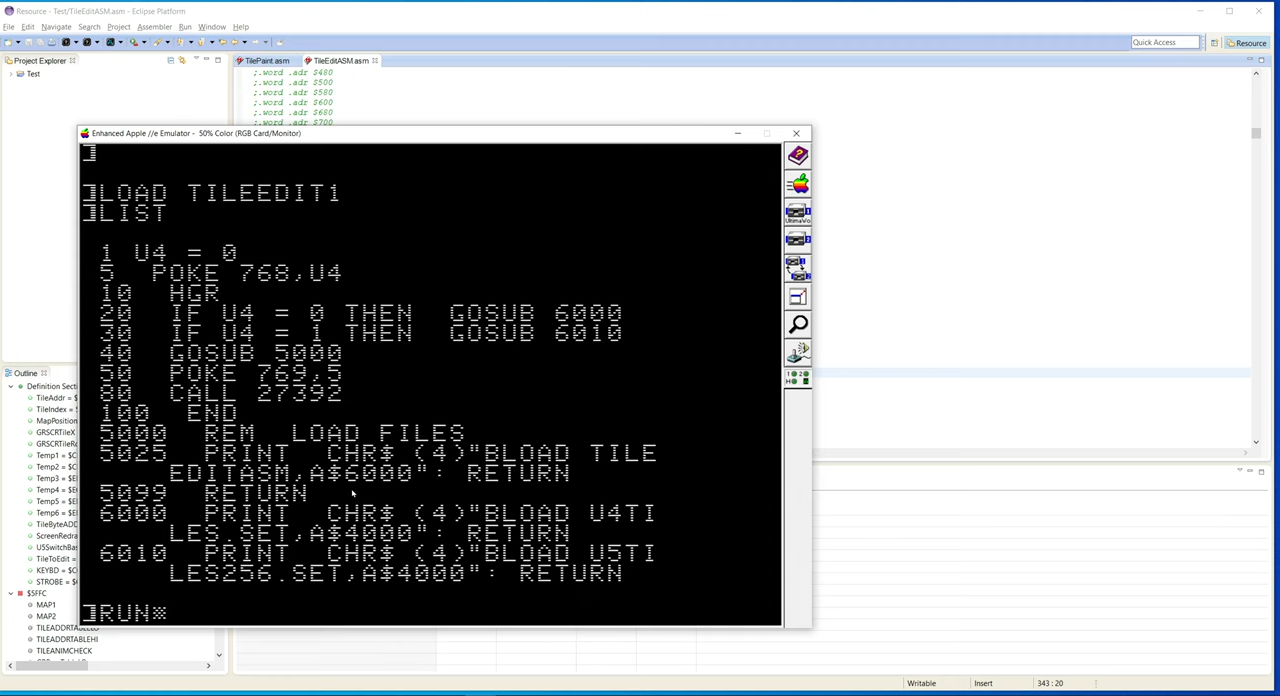 Resource - Test/TileEditASM.asm - Eclipse Platform
File Edit Navigate Search Project Assembler Run Window Help
Quick Access
Resource
Project Explorer
TilePaint.asm
TileEditASM.asm
Test
;.word .adr $480
;.word .adr $500
;.word .adr $580
;.word .adr $600
;.word .adr $680
;.word .adr $700
Enhanced Apple //e Emulator - 50% Color (RGB Card/Monitor)
]
]LOAD TILEEDIT1
]LIST
1 U4 = 0
5 POKE 768,U4
10 HGR
20 IF U4 = 0 THEN GOSUB 6000
30 IF U4 = 1 THEN GOSUB 6010
40 GOSUB 5000
50 POKE 769,5
80 CALL 27392
100 END
5000 REM LOAD FILES
5025 PRINT CHR$ (4)"BLOAD TILE
EDITASM,A$6000": RETURN
5099 RETURN
6000 PRINT CHR$ (4)"BLOAD U4TI
LES.SET,A$4000": RETURN
6010 PRINT CHR$ (4)"BLOAD U5TI
LES256.SET,A$4000": RETURN
]RUN
UltimaVo
Outline
Definition Sect
TileAddr = $
TileIndex = $
MapPosition
GRSCRTileX
GRSCRTileRo
Temp1 = $C
Temp2 = $C
Temp3 = $E
Temp4 = $E
Temp5 = $E
Temp6 = $E
TileByteADD
ScreenRedra
U5SwitchBas
TileToEdit =
KEYBD = $C
STROBE = $C
$5FFC
MAP1
MAP2
TILEADDRTABLELO
TILEADDRTABLEHI
TILEANIMCHECK
Writable
Insert
343 : 20